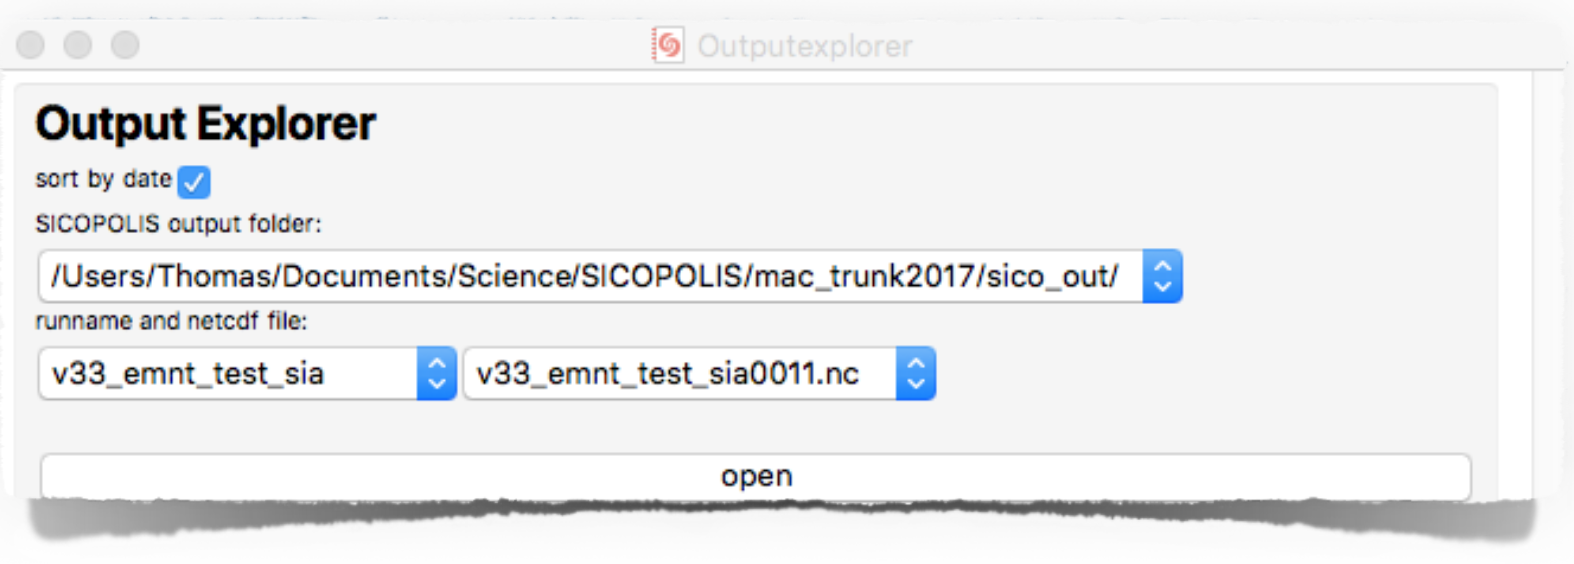 Outputexplorer
Output Explorer
sort by date
SICOPOLIS output folder:
/Users/Thomas/Documents/Science/SICOPOLIS/mac_trunk2017/sico_out/
runname and netcdf file:
v33_emnt_test_sia v33_emnt_test_sia0011.nc
open